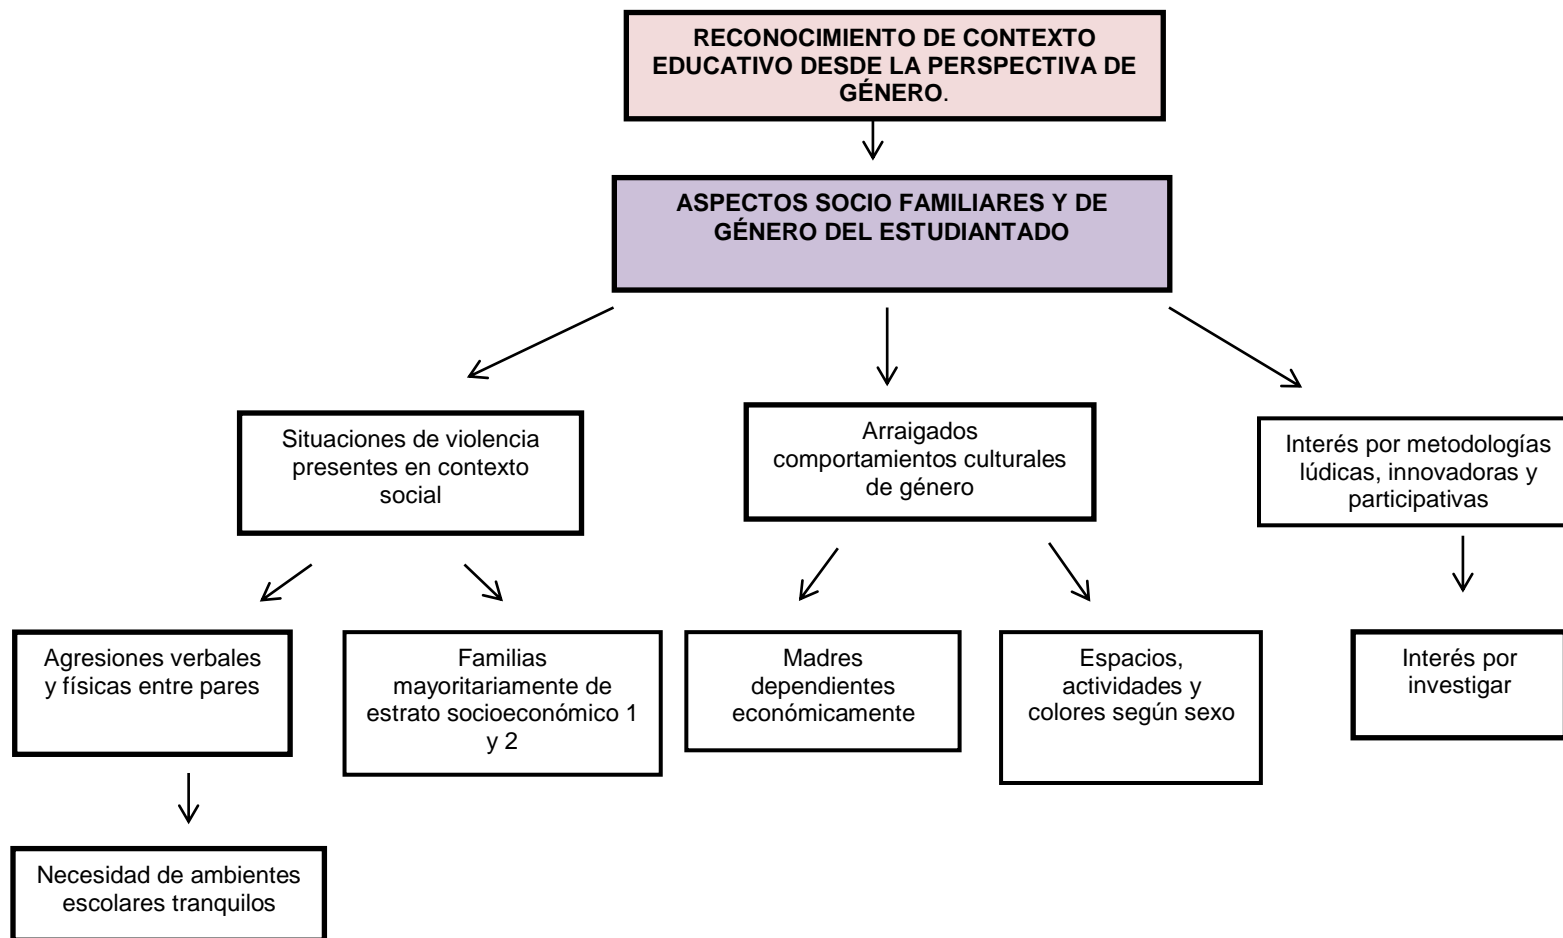 RECONOCIMIENTO DE CONTEXTO
EDUCATIVO DESDE LA PERSPECTIVA DE
GÉNERO.
ASPECTOS SOCIO FAMILIARES Y DE
GÉNERO DEL ESTUDIANTADO
Situaciones de violencia
presentes en contexto
social
Arraigados
comportamientos culturales
de género
Interés por metodologías
lúdicas, innovadoras y
participativas
Agresiones verbales
y físicas entre pares
Familias
mayoritariamente de
estrato socioeconómico 1
y 2
Madres
dependientes
económicamente
Espacios,
actividades y
colores según sexo
Interés por
investigar
Necesidad de ambientes
escolares tranquilos